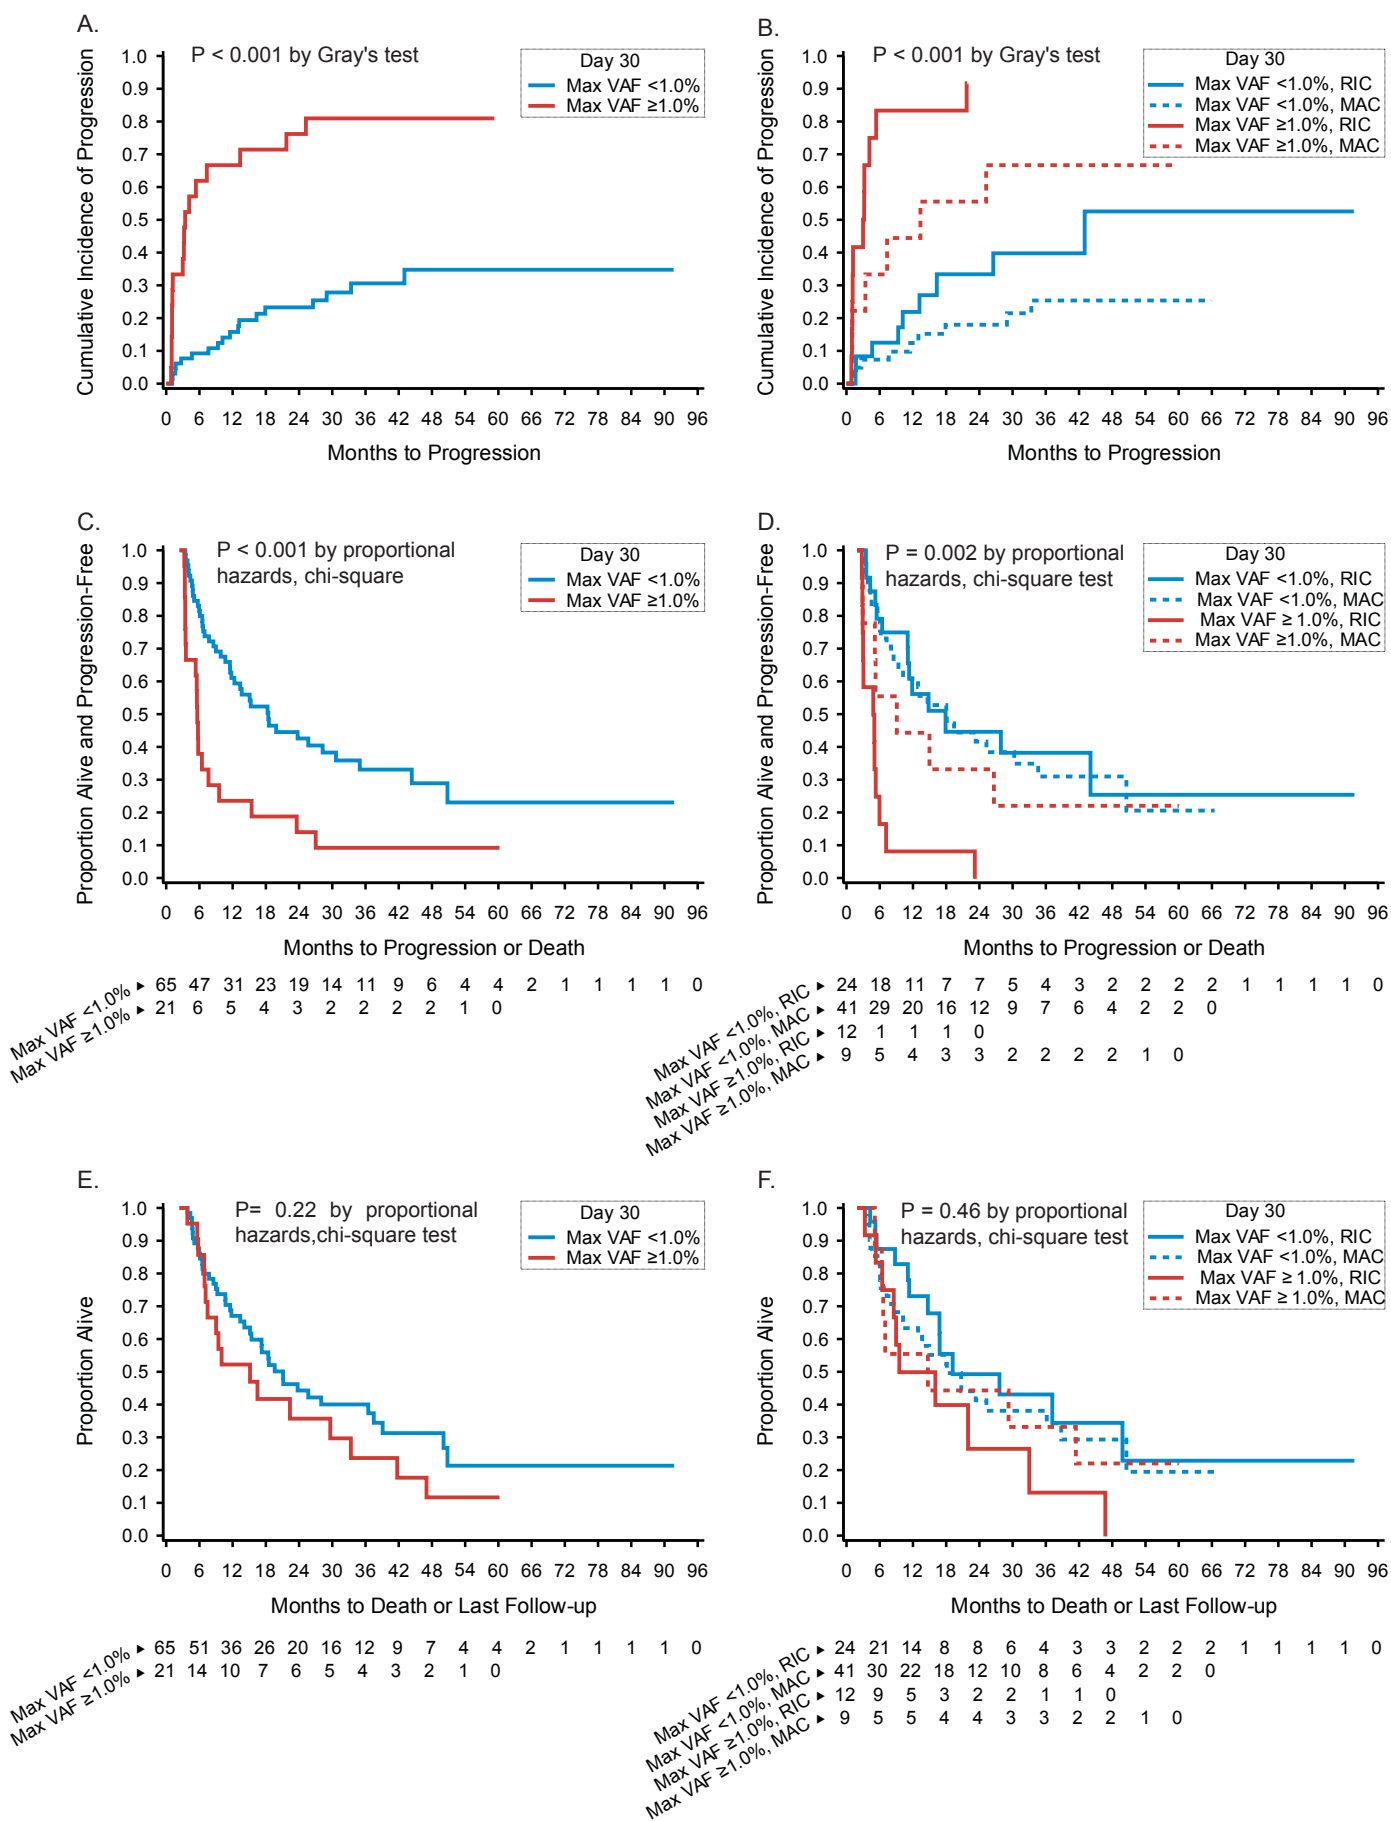 A.
P < 0.001 by Gray's test
Day 30
Max VAF <1.0%
Max VAF ≥1.0%
Cumulative Incidence of Progression
1.0
0.9
0.8
0.7
0.6
0.5
0.4
0.3
0.2
0.1
0.0
0 6 12 18 24 30 36 42 48 54 60 66 72 78 84 90 96
Months to Progression
B.
P < 0.001 by Gray's test
Day 30
Max VAF <1.0%, RIC
Max VAF <1.0%, MAC
Max VAF ≥1.0%, RIC
Max VAF ≥1.0%, MAC
Cumulative Incidence of Progression
1.0
0.9
0.8
0.7
0.6
0.5
0.4
0.3
0.2
0.1
0.0
0 6 12 18 24 30 36 42 48 54 60 66 72 78 84 90 96
Months to Progression
C.
P < 0.001 by proportional
hazards, chi-square
Day 30
Max VAF <1.0%
Max VAF ≥1.0%
Proportion Alive and Progression-Free
1.0
0.9
0.8
0.7
0.6
0.5
0.4
0.3
0.2
0.1
0.0
0 6 12 18 24 30 36 42 48 54 60 66 72 78 84 90 96
Months to Progression or Death
Max VAF <1.0% ▸ 65 47 31 23 19 14 11 9 6 4 4 2 1 1 1 1 0
Max VAF ≥1.0% ▸ 21 6 5 4 3 2 2 2 2 1 0
D.
P = 0.002 by proportional
hazards, chi-square test
Day 30
Max VAF <1.0%, RIC
Max VAF <1.0%, MAC
Max VAF ≥ 1.0%, RIC
Max VAF ≥1.0%, MAC
Proportion Alive and Progression-Free
1.0
0.9
0.8
0.7
0.6
0.5
0.4
0.3
0.2
0.1
0.0
0 6 12 18 24 30 36 42 48 54 60 66 72 78 84 90 96
Months to Progression or Death
Max VAF <1.0%, RIC ▸ 24 18 11 7 7 5 4 3 2 2 2 2 1 1 1 1 0
Max VAF <1.0%, MAC ▸ 41 29 20 16 12 9 7 6 4 2 2 0
Max VAF ≥1.0%, RIC ▸ 12 1 1 1 0
Max VAF ≥1.0%, MAC ▸ 9 5 4 3 3 2 2 2 2 1 0
E.
P= 0.22 by proportional
hazards,chi-square test
Day 30
Max VAF <1.0%
Max VAF ≥1.0%
Proportion Alive
1.0
0.9
0.8
0.7
0.6
0.5
0.4
0.3
0.2
0.1
0.0
0 6 12 18 24 30 36 42 48 54 60 66 72 78 84 90 96
Months to Death or Last Follow-up
Max VAF <1.0% ▸ 65 51 36 26 20 16 12 9 7 4 4 2 1 1 1 1 0
Max VAF ≥1.0% ▸ 21 14 10 7 6 5 4 3 2 1 0
F.
P = 0.46 by proportional
hazards, chi-square test
Day 30
Max VAF <1.0%, RIC
Max VAF <1.0%, MAC
Max VAF ≥ 1.0%, RIC
Max VAF ≥ 1.0%, MAC
Proportion Alive
1.0
0.9
0.8
0.7
0.6
0.5
0.4
0.3
0.2
0.1
0.0
0 6 12 18 24 30 36 42 48 54 60 66 72 78 84 90 96
Months to Death or Last Follow-up
Max VAF <1.0%, RIC ▸ 24 21 14 8 8 6 4 3 3 2 2 2 1 1 1 1 0
Max VAF <1.0%, MAC ▸ 41 30 22 18 12 10 8 6 4 2 2 0
Max VAF ≥1.0%, RIC ▸ 12 9 5 3 2 2 1 1 0
Max VAF ≥1.0%, MAC ▸ 9 5 5 4 4 3 3 2 2 1 0